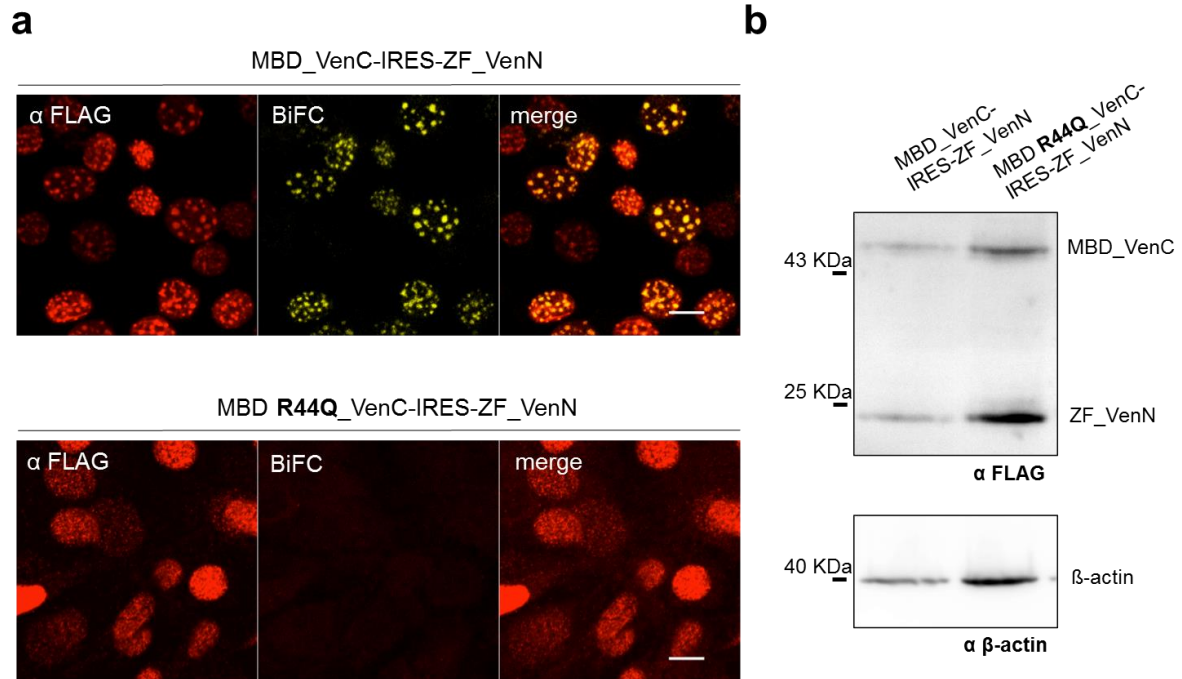 a
MBD_VenC-IRES-ZF_VenN
α FLAG
BiFC
merge
MBD R44Q_VenC-IRES-ZF_VenN
α FLAG
BiFC
merge
b
MBD_VenC-
IRES-ZF_VenN
MBD R44Q_VenC-
IRES-ZF_VenN
43 KDa
MBD_VenC
25 KDa
ZF_VenN
α FLAG
40 KDa
ß-actin
α β-actin